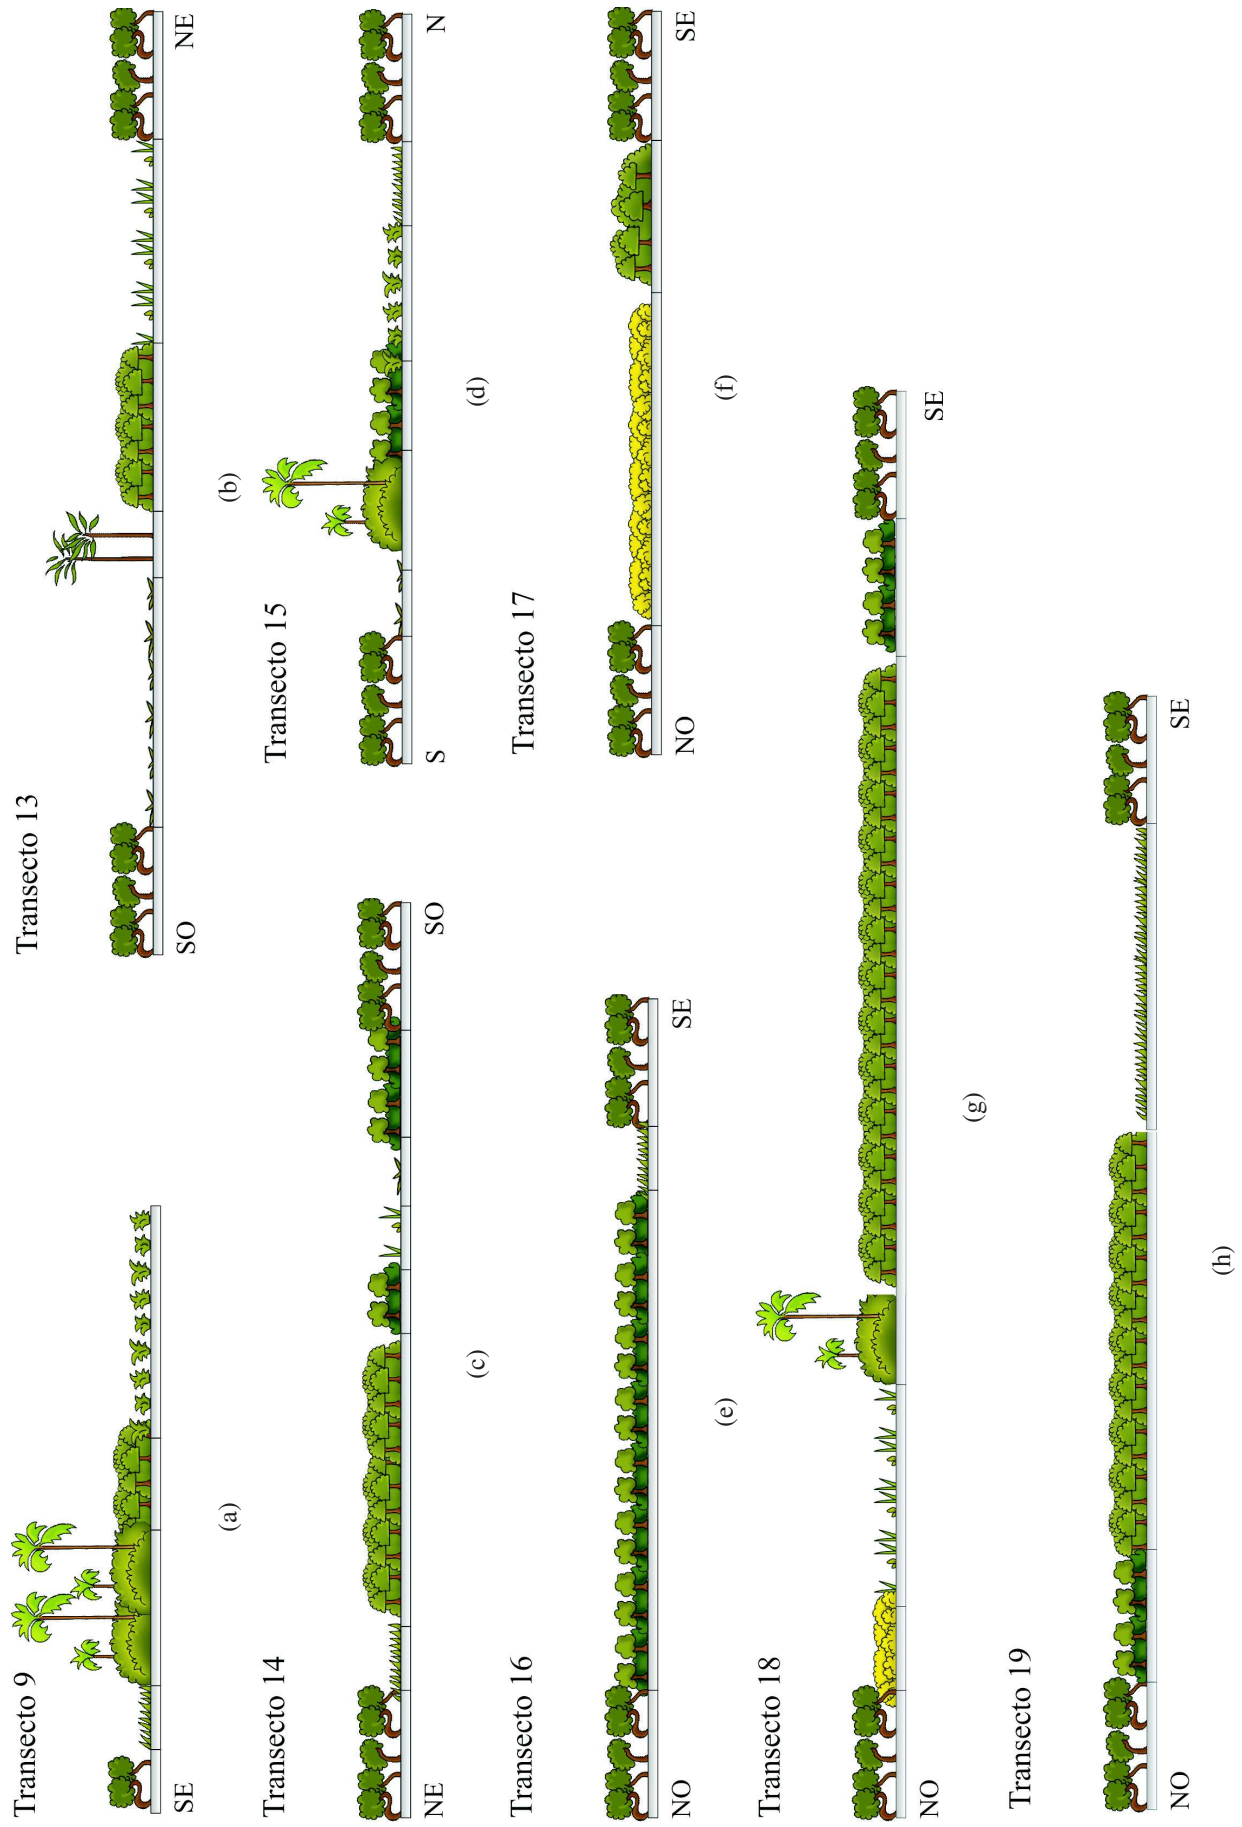 Transecto 9
SE
(a)
Transecto 13
SO
NE
(b)
Transecto 14
NE
SO
(c)
Transecto 15
S
N
(d)
Transecto 16
NO
SE
(e)
Transecto 17
NO
SE
(f)
Transecto 18
NO
SE
(g)
Transecto 19
NO
SE
(h)